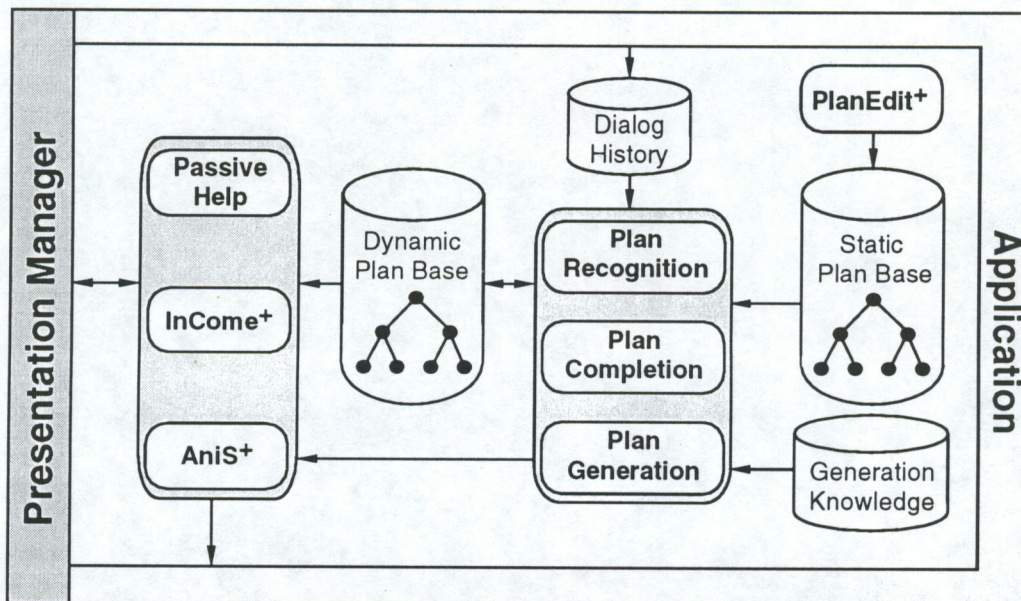 Presentation Manager
Passive
Help
InCome+
AniS+
Dynamic
Plan Base
Dialog
History
Plan
Recognition
Plan
Completion
Plan
Generation
PlanEdit+
Static
Plan Base
Generation
Knowledge
Application